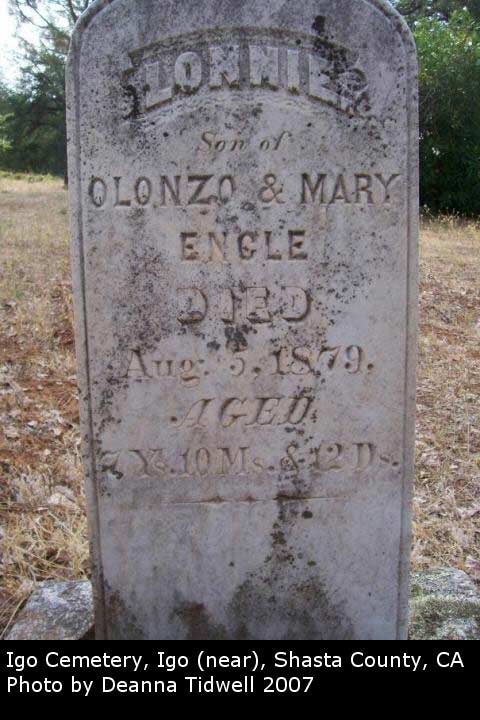 LONNIE,
Son of
OLONZO & MARY
ENGLE
DIED
Aug. 5, 1879.
AGED
7 Ys. 10 Ms. & 12 Ds.
Igo Cemetery, Igo (near), Shasta County, CA
Photo by Deanna Tidwell 2007